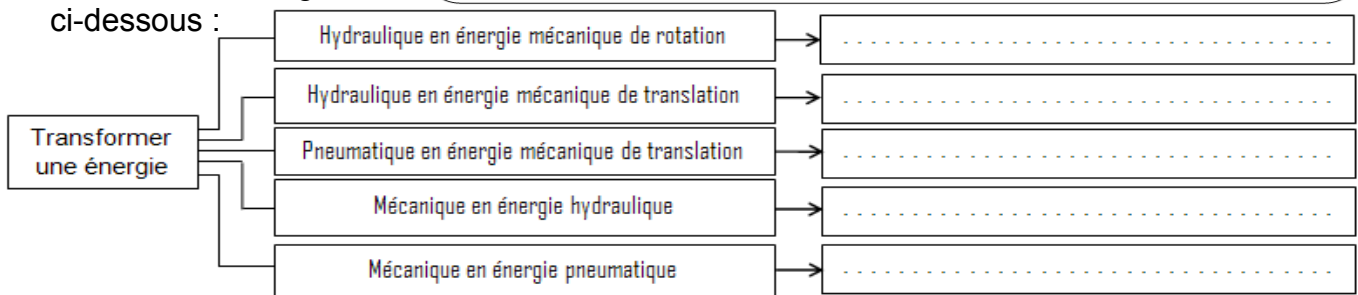 ci-dessous :
Hydraulique en énergie mécanique de rotation
. . . . . . . . . . . . . . . . . . . . . . . . . . . . . . . . . . . .
Hydraulique en énergie mécanique de translation
. . . . . . . . . . . . . . . . . . . . . . . . . . . . . . . . . . . .
Transformer
une énergie
Pneumatique en énergie mécanique de translation
. . . . . . . . . . . . . . . . . . . . . . . . . . . . . . . . . . . .
Mécanique en énergie hydraulique
. . . . . . . . . . . . . . . . . . . . . . . . . . . . . . . . . . . .
Mécanique en énergie pneumatique
. . . . . . . . . . . . . . . . . . . . . . . . . . . . . . . . . . . .